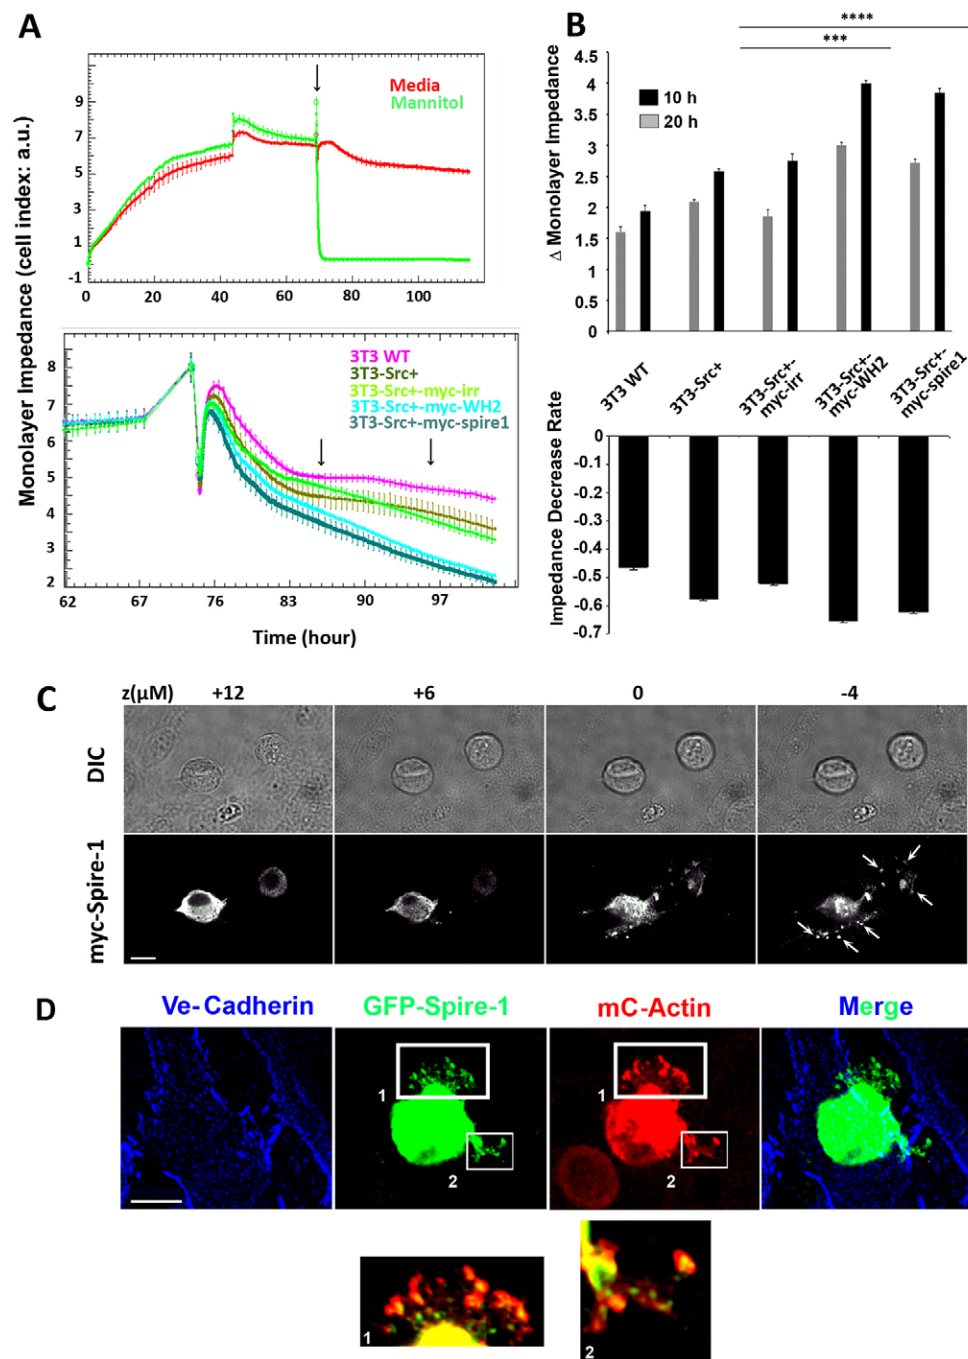 A
Monolayer Impedance (cell index: a.u.)
Media
Mannitol
9
7
6
4
3
1
-1
0
20
40
60
80
100
3T3 WT
3T3-Src+
3T3-Src+-myc-irr
3T3-Src+-myc-WH2
3T3-Src+-myc-spire1
8
7
6
5
4
3
2
62
67
76
83
90
97
Time (hour)
B
****
***
Δ Monolayer Impedance
10 h
20 h
4.5
4
3.5
3
2.5
2
1.5
1
0.5
0
3T3 WT
3T3-Src+
3T3-Src+-
myc-irr
3T3-Src+-
myc-WH2
3T3-Src+-
myc-spire1
Impedance Decrease Rate
0
-0.1
-0.2
-0.3
-0.4
-0.5
-0.6
-0.7
C
z(μM)
+12
+6
0
-4
DIC
myc-Spire-1
D
Ve-Cadherin
GFP-Spire-1
mC-Actin
Merge
1
2
1
2
1
2